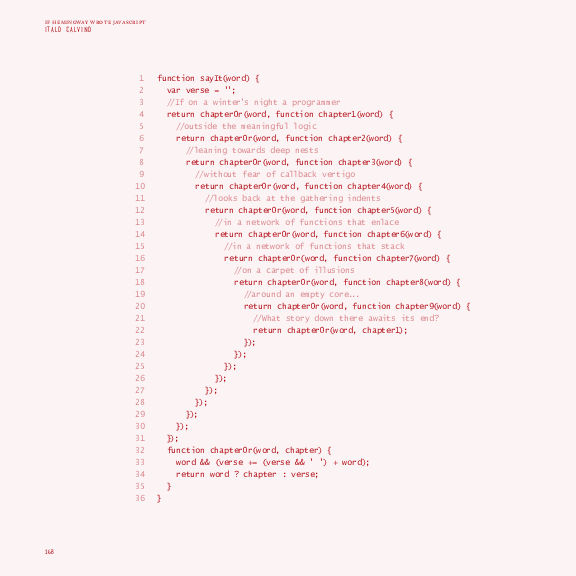 IF HEMINGWAY WROTE JAVASCRIPT
ITALO CALVINO
1 function sayIt(word) {
2 var verse = '';
3 //If on a winter's night a programmer
4 return chapterOr(word, function chapter1(word) {
5 //outside the meaningful logic
6 return chapterOr(word, function chapter2(word) {
7 //leaning towards deep nests
8 return chapterOr(word, function chapter3(word) {
9 //without fear of callback vertigo
10 return chapterOr(word, function chapter4(word) {
11 //looks back at the gathering indents
12 return chapterOr(word, function chapter5(word) {
13 //in a network of functions that enlace
14 return chapterOr(word, function chapter6(word) {
15 //in a network of functions that stack
16 return chapterOr(word, function chapter7(word) {
17 //on a carpet of illusions
18 return chapterOr(word, function chapter8(word) {
19 //around an empty core...
20 return chapterOr(word, function chapter9(word) {
21 //What story down there awaits its end?
22 return chapterOr(word, chapter1);
23 });
24 });
25 });
26 });
27 });
28 });
29 });
30 });
31 });
32 function chapterOr(word, chapter) {
33 word && (verse += (verse && ' ') + word);
34 return word ? chapter : verse;
35 }
36 }
168